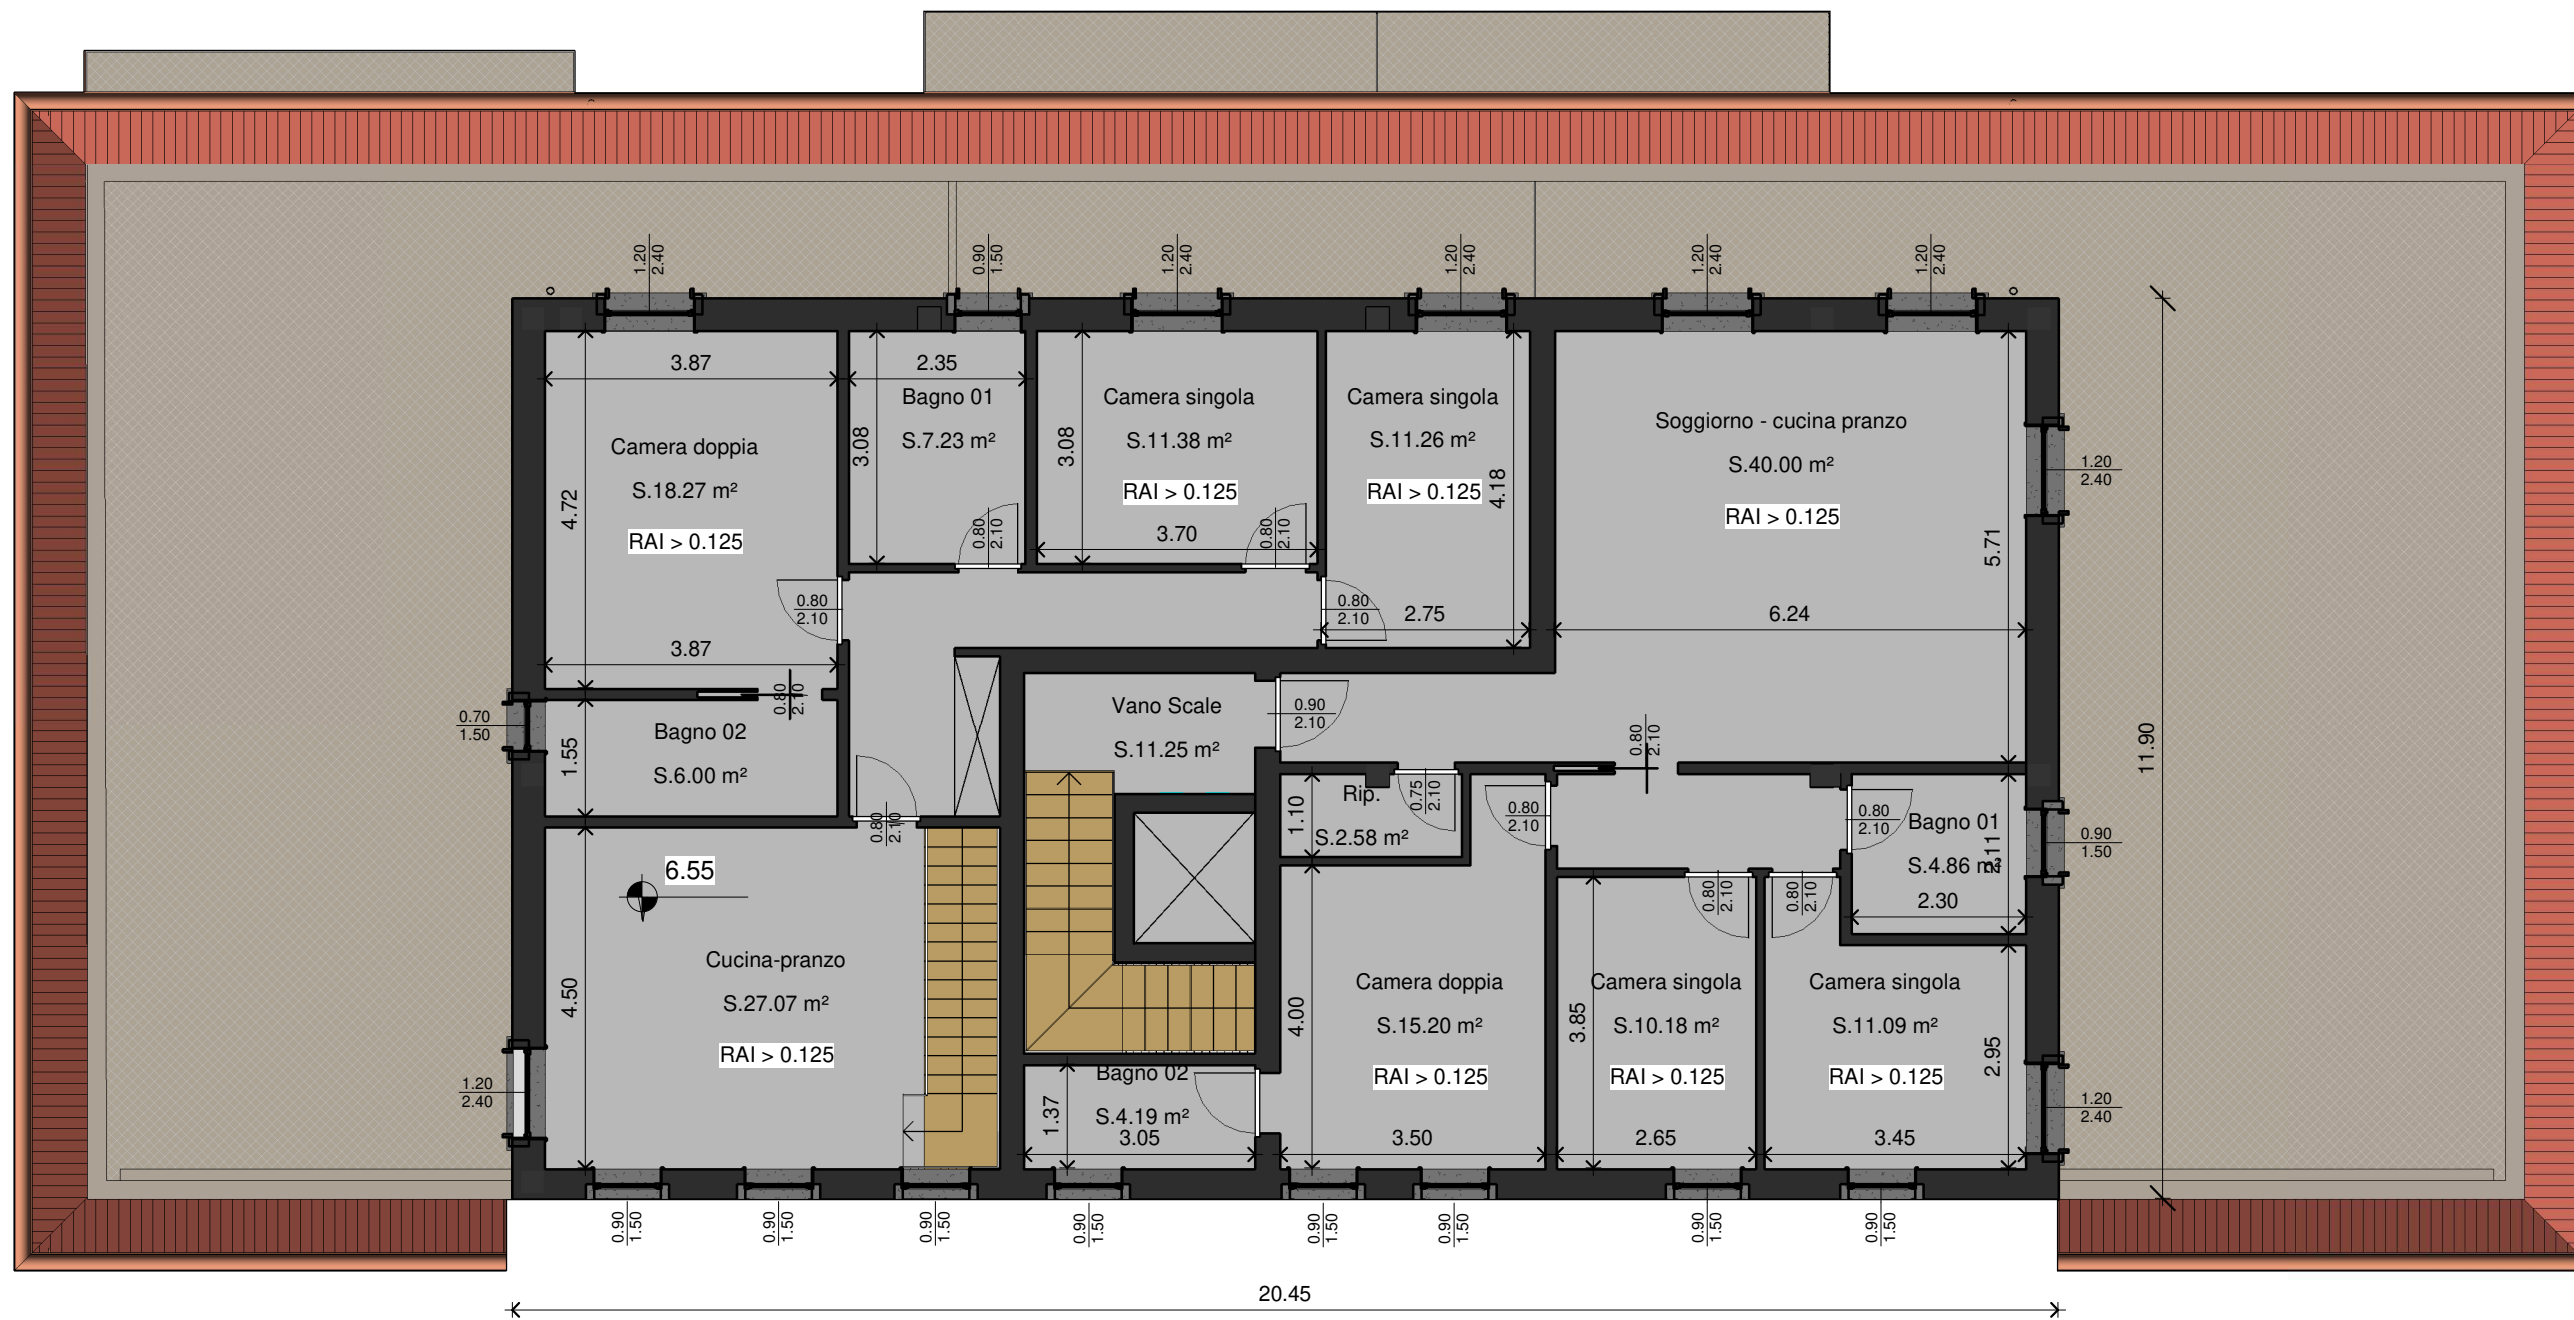 1.20
2.40
0.90
1.50
1.20
2.40
1.20
2.40
1.20
2.40
1.20
2.40
3.87
2.35
Bagno 01
S.7.23 m²
3.08
Camera singola
S.11.38 m²
RAI > 0.125
3.08
3.70
Camera singola
S.11.26 m²
RAI > 0.125
4.18
2.75
Camera doppia
S.18.27 m²
RAI > 0.125
4.72
3.87
Soggiorno - cucina pranzo
S.40.00 m²
RAI > 0.125
5.71
6.24
1.20
2.40
0.80
2.10
0.80
2.10
0.80
2.10
0.80
2.10
0.80
2.10
0.70
1.50
Bagno 02
S.6.00 m²
1.55
Vano Scale
S.11.25 m²
0.90
2.10
0.80
2.10
11.90
0.80
2.10
Rip.
S.2.58 m²
1.10
0.75
2.10
0.80
2.10
0.80
2.10
Bagno 01
S.4.86 m²
2.11
2.30
0.90
1.50
6.55
0.80
2.10
0.80
2.10
Cucina-pranzo
S.27.07 m²
RAI > 0.125
4.50
Camera doppia
S.15.20 m²
RAI > 0.125
4.00
3.50
Camera singola
S.10.18 m²
RAI > 0.125
3.85
2.65
Camera singola
S.11.09 m²
RAI > 0.125
2.95
3.45
1.20
2.40
1.20
2.40
Bagno 02
S.4.19 m²
1.37
3.05
0.90
1.50
0.90
1.50
0.90
1.50
0.90
1.50
0.90
1.50
0.90
1.50
0.90
1.50
0.90
1.50
20.45